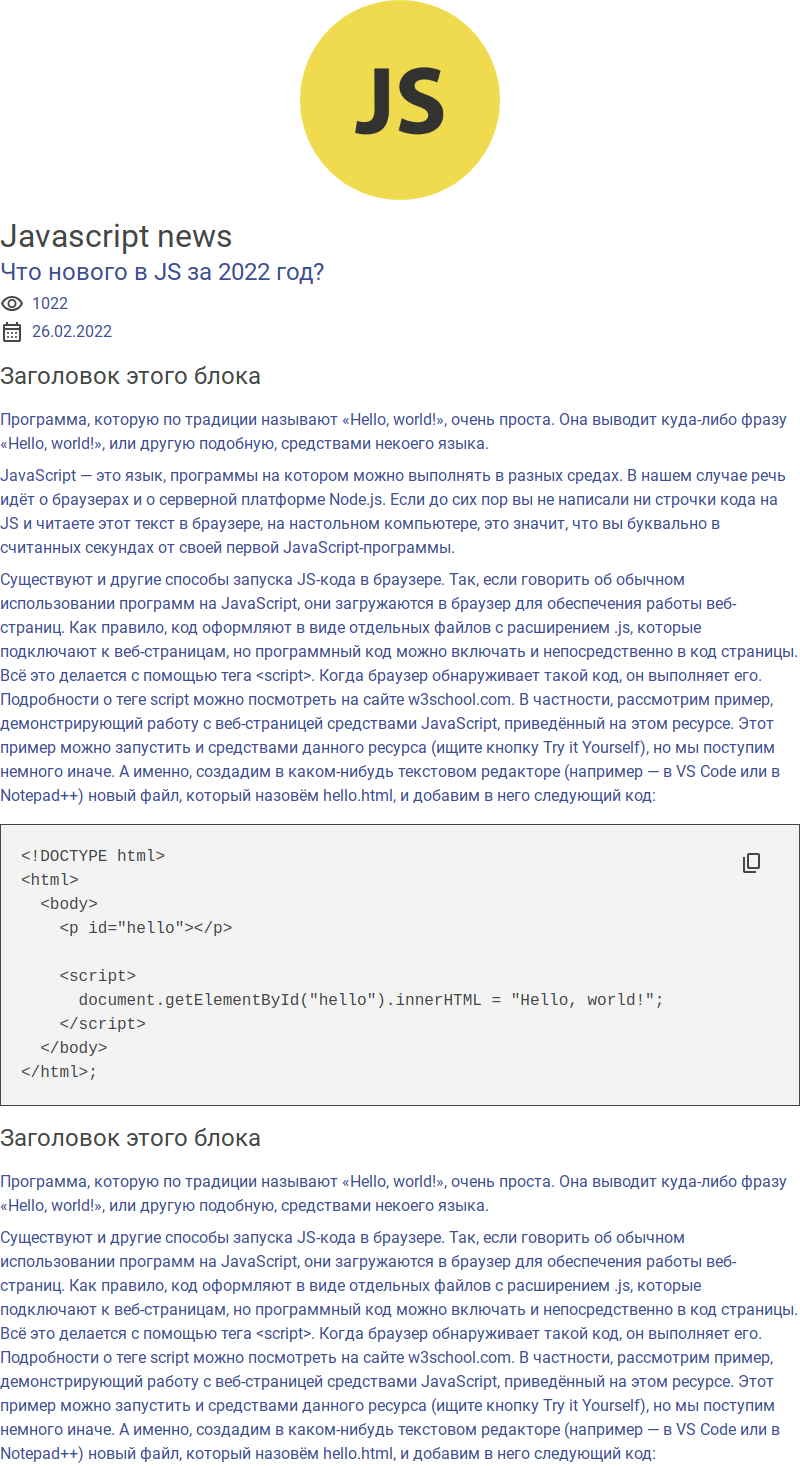 JS
Javascript news
Что нового в JS за 2022 год?
1022
26.02.2022
Заголовок этого блока
Программа, которую по традиции называют «Hello, world!», очень проста. Она выводит куда-либо фразу
«Hello, world!», или другую подобную, средствами некоего языка.
JavaScript — это язык, программы на котором можно выполнять в разных средах. В нашем случае речь
идёт о браузерах и о серверной платформе Node.js. Если до сих пор вы не написали ни строчки кода на
JS и читаете этот текст в браузере, на настольном компьютере, это значит, что вы буквально в
считанных секундах от своей первой JavaScript-программы.
Существуют и другие способы запуска JS-кода в браузере. Так, если говорить об обычном
использовании программ на JavaScript, они загружаются в браузер для обеспечения работы веб-
страниц. Как правило, код оформляют в виде отдельных файлов с расширением .js, которые
подключают к веб-страницам, но программный код можно включать и непосредственно в код страницы.
Всё это делается с помощью тега <script>. Когда браузер обнаруживает такой код, он выполняет его.
Подробности о теге script можно посмотреть на сайте w3school.com. В частности, рассмотрим пример,
демонстрирующий работу с веб-страницей средствами JavaScript, приведённый на этом ресурсе. Этот
пример можно запустить и средствами данного ресурса (ищите кнопку Try it Yourself), но мы поступим
немного иначе. А именно, создадим в каком-нибудь текстовом редакторе (например — в VS Code или в
Notepad++) новый файл, который назовём hello.html, и добавим в него следующий код:
<!DOCTYPE html>
<html>
  <body>
    <p id="hello"></p>
    <script>
      document.getElementById("hello").innerHTML = "Hello, world!";
    </script>
  </body>
</html>;
Заголовок этого блока
Программа, которую по традиции называют «Hello, world!», очень проста. Она выводит куда-либо фразу
«Hello, world!», или другую подобную, средствами некоего языка.
Существуют и другие способы запуска JS-кода в браузере. Так, если говорить об обычном
использовании программ на JavaScript, они загружаются в браузер для обеспечения работы веб-
страниц. Как правило, код оформляют в виде отдельных файлов с расширением .js, которые
подключают к веб-страницам, но программный код можно включать и непосредственно в код страницы.
Всё это делается с помощью тега <script>. Когда браузер обнаруживает такой код, он выполняет его.
Подробности о теге script можно посмотреть на сайте w3school.com. В частности, рассмотрим пример,
демонстрирующий работу с веб-страницей средствами JavaScript, приведённый на этом ресурсе. Этот
пример можно запустить и средствами данного ресурса (ищите кнопку Try it Yourself), но мы поступим
немного иначе. А именно, создадим в каком-нибудь текстовом редакторе (например — в VS Code или в
Notepad++) новый файл, который назовём hello.html, и добавим в него следующий код: